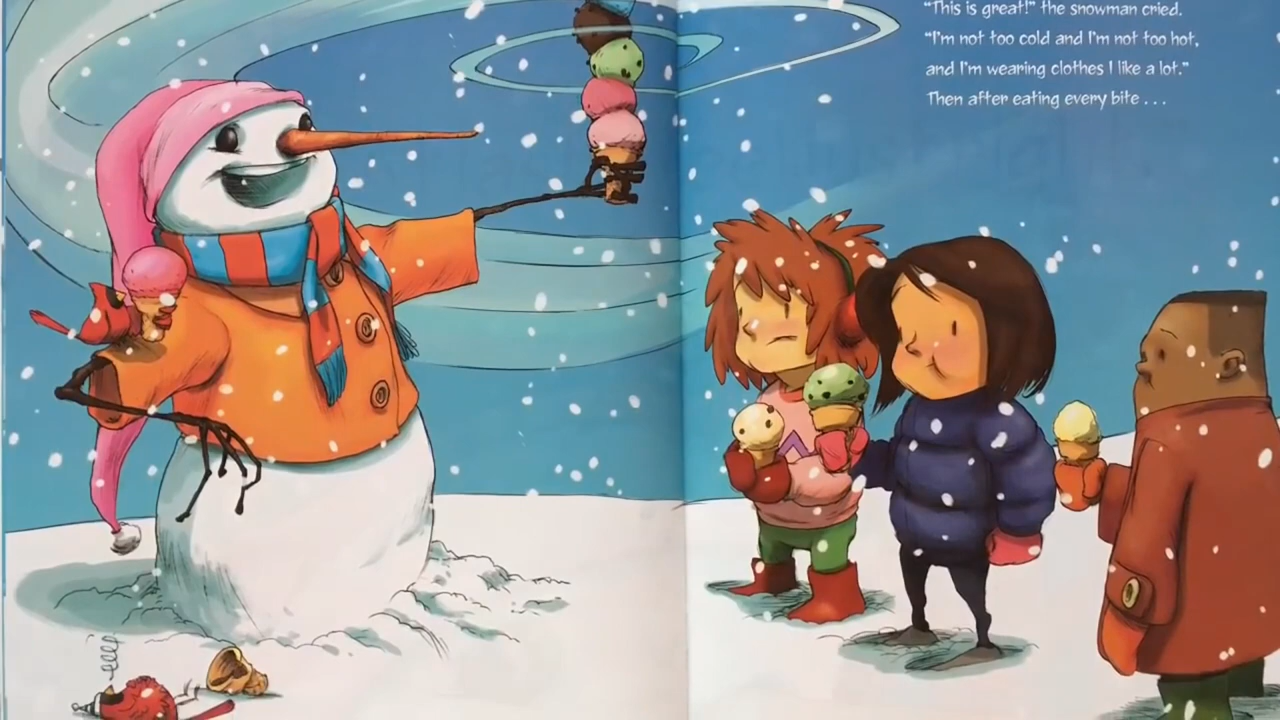 "This is great!" the snowman cried.
"I'm not too cold and I'm not too hot,
and I'm wearing clothes I like a lot."
Then after eating every bite . . .